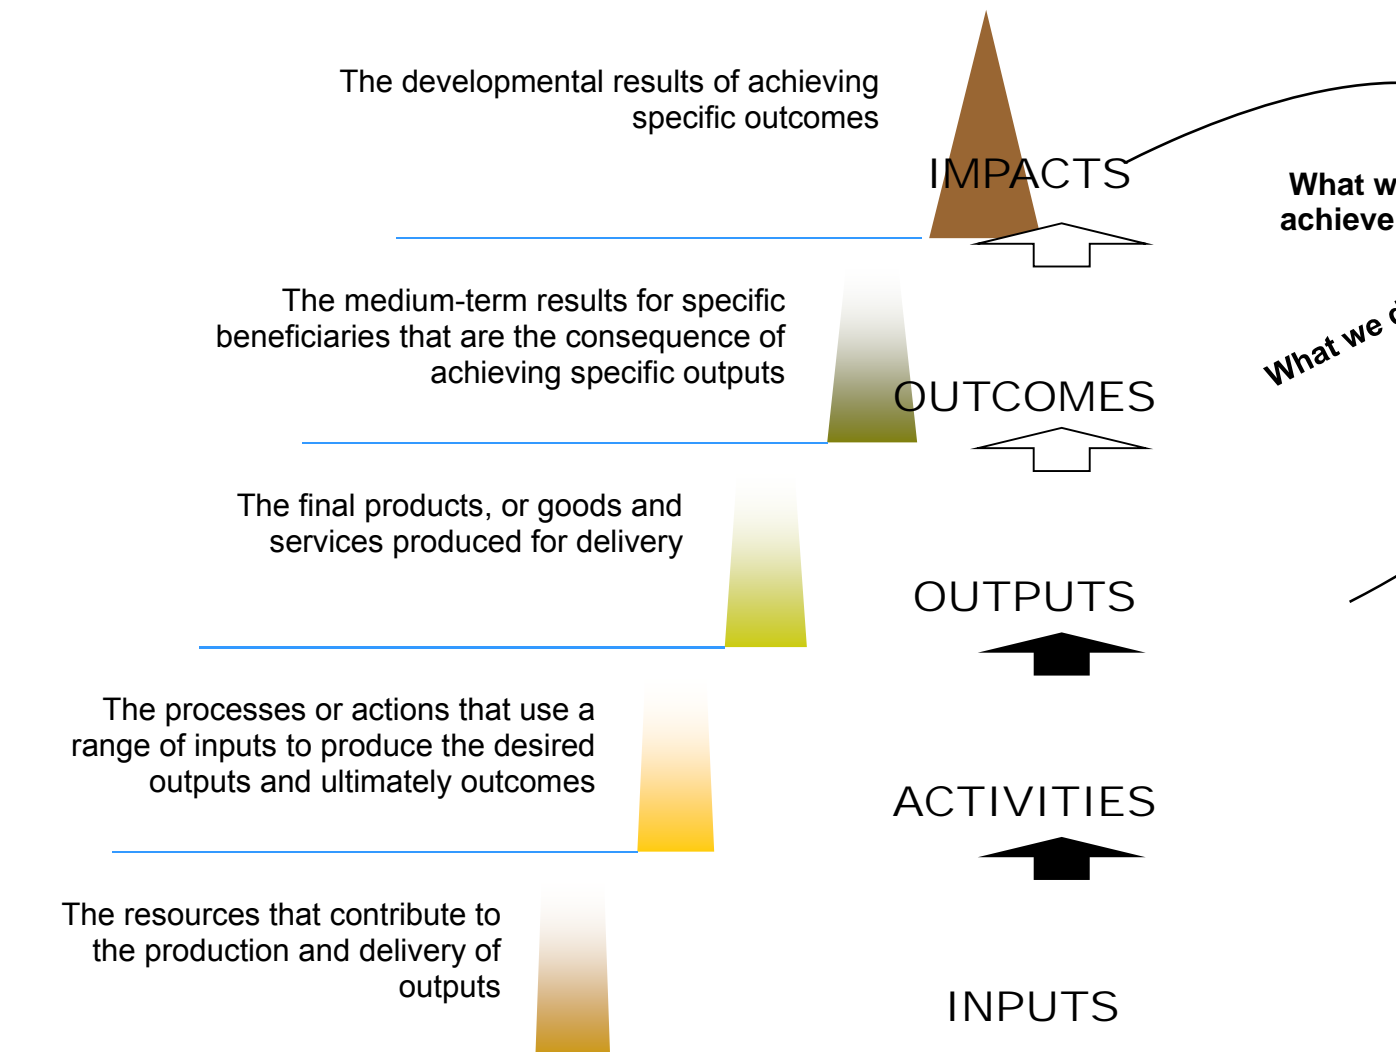 The developmental results of achieving
specific outcomes
IMPACTS
What w
achieve
The medium-term results for specific
beneficiaries that are the consequence of
achieving specific outputs
What we
OUTCOMES
The final products, or goods and
services produced for delivery
OUTPUTS
The processes or actions that use a
range of inputs to produce the desired
outputs and ultimately outcomes
ACTIVITIES
The resources that contribute to
the production and delivery of
outputs
INPUTS